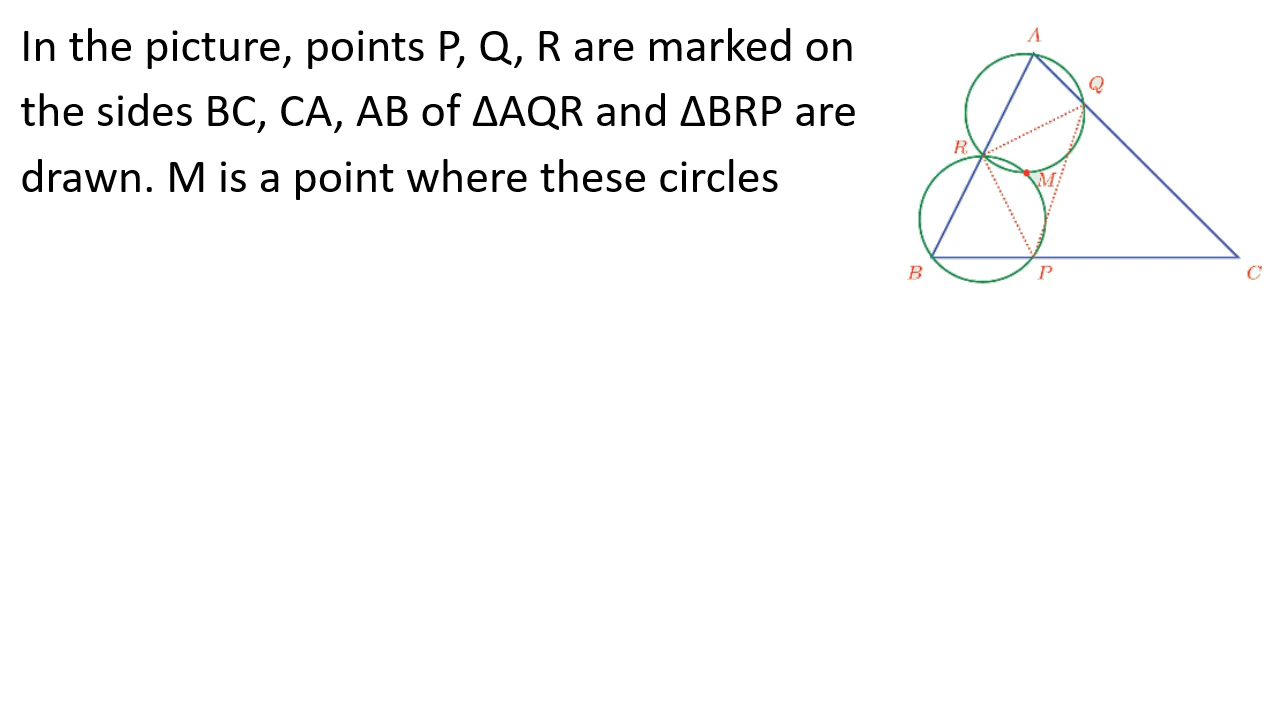 In the picture, points P, Q, R are marked on
the sides BC, CA, AB of ΔAQR and ΔBRP are
drawn. M is a point where these circles
A
Q
R
M
B
P
C